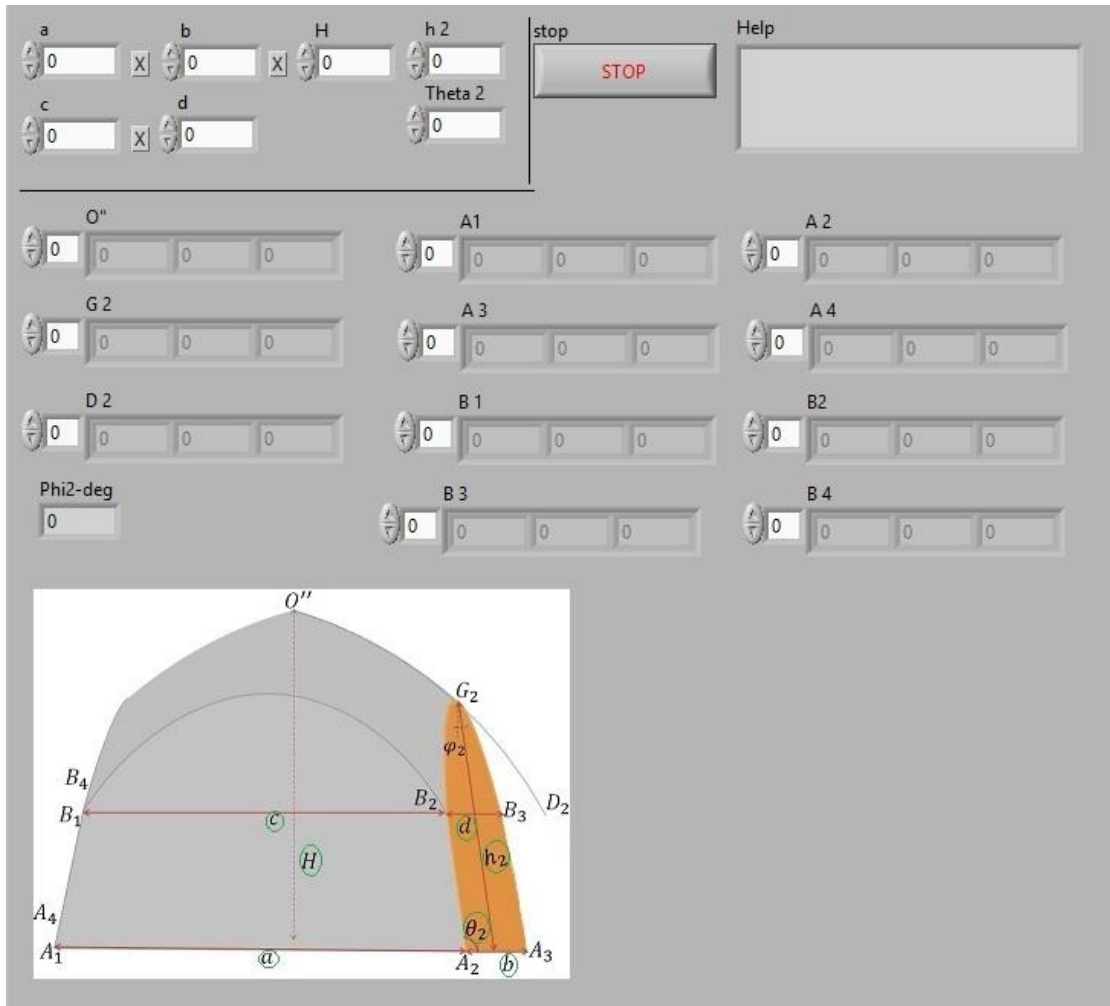 a b H h 2 stop Help
0 X 0 X 0 0 STOP
c d Theta 2
0 X 0 0
O" A1 A 2
0 0 0 0 0 0 0 0 0 0 0 0
G 2 A 3 A 4
0 0 0 0 0 0 0 0 0 0 0 0
D 2 B 1 B2
0 0 0 0 0 0 0 0 0 0 0 0
Phi2-deg B 3 B 4
0 0 0 0 0 0 0 0 0
O''
G₂
φ₂
B₄
B₁ c B₂ d B₃ D₂
H h₂
A₄ θ₂
A₁ a A₂ b A₃